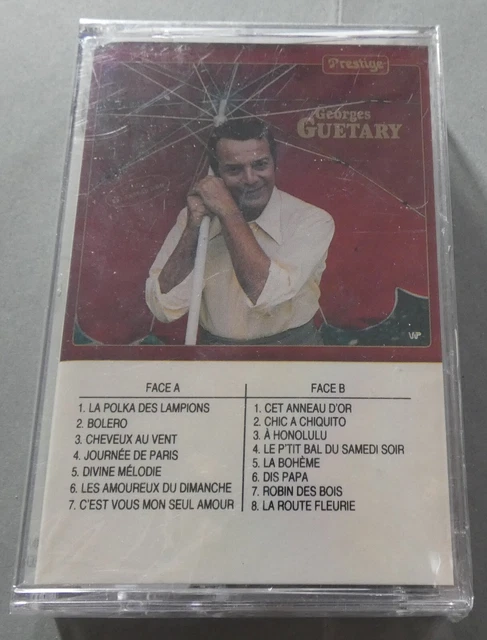 Prestige
Georges
GUETARY
WP
FACE A
1. LA POLKA DES LAMPIONS
2. BOLERO
3. CHEVEUX AU VENT
4. JOURNÉE DE PARIS
5. DIVINE MÉLODIE
6. LES AMOUREUX DU DIMANCHE
7. C'EST VOUS MON SEUL AMOUR
FACE B
1. CET ANNEAU D'OR
2. CHIC A CHIQUITO
3. À HONOLULU
4. LE P'TIT BAL DU SAMEDI SOIR
5. LA BOHÈME
6. DIS PAPA
7. ROBIN DES BOIS
8. LA ROUTE FLEURIE